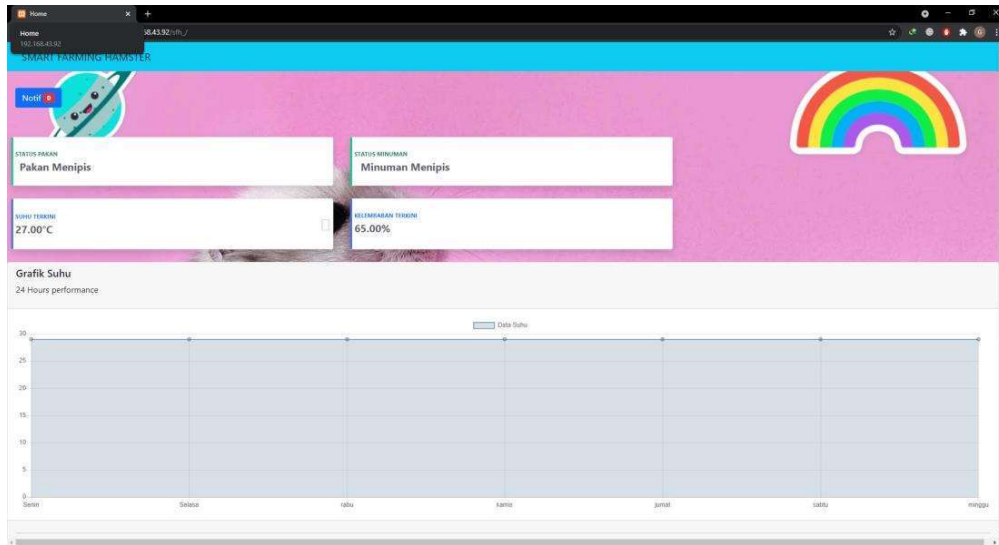 Home
Home
192.168.43.92
58.43.92/sfh_/
SMART FARMING HAMSTER
Notif 0
STATUS PAKAN
Pakan Menipis
STATUS MINUMAN
Minuman Menipis
SUHU TERKINI
27.00°C
KELEMBABAN TERKINI
65.00%
Grafik Suhu
24 Hours performance
Data Suhu
30
25
20
15
10
5
0
Senin Selasa rabu kamis jumat sabtu minggu